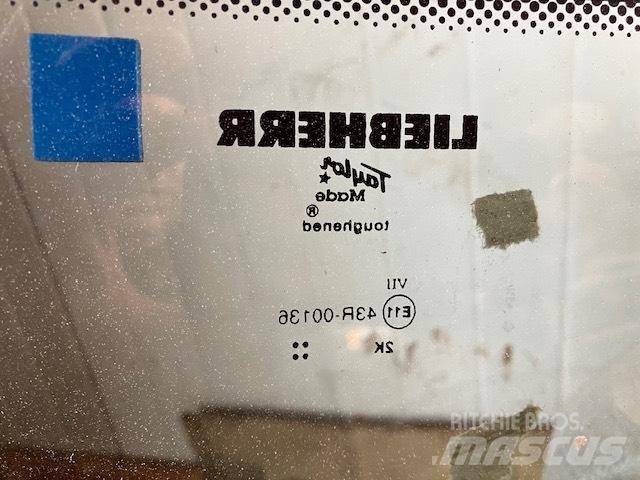 LIEBHERR
Taylor
Made
®
toughened
VII
E11 43R-00136
2K
RITCHIE BROS.
MASCUS